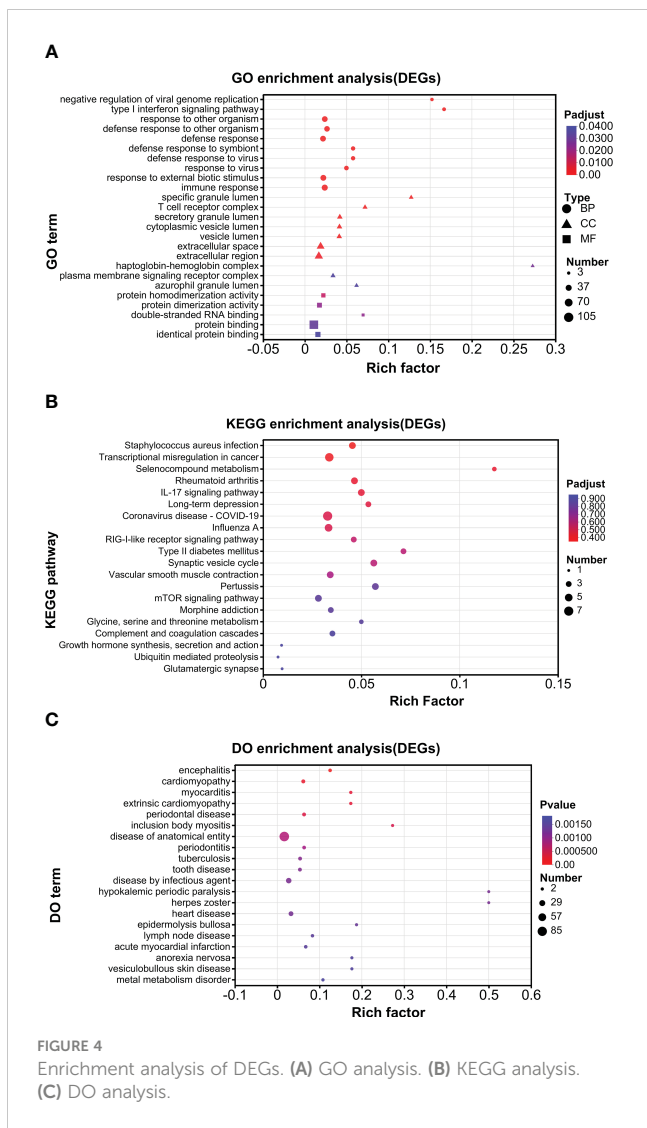 A
GO enrichment analysis(DEGs)
negative regulation of viral genome replication
type I interferon signaling pathway
response to other organism
defense response to other organism
defense response
defense response to symbiont
defense response to virus
response to virus
response to external biotic stimulus
immune response
specific granule lumen
T cell receptor complex
secretory granule lumen
cytoplasmic vesicle lumen
vesicle lumen
extracellular space
extracellular region
haptoglobin-hemoglobin complex
plasma membrane signaling receptor complex
azurophil granule lumen
protein homodimerization activity
protein dimerization activity
double-stranded RNA binding
protein binding
identical protein binding
GO term
-0.05 0 0.05 0.1 0.15 0.2 0.25 0.3
Rich factor
Padjust
0.0400
0.0300
0.0200
0.0100
0.00
Type
BP
CC
MF
Number
3
37
70
105
B
KEGG enrichment analysis(DEGs)
Staphylococcus aureus infection
Transcriptional misregulation in cancer
Selenocompound metabolism
Rheumatoid arthritis
IL-17 signaling pathway
Long-term depression
Coronavirus disease - COVID-19
Influenza A
RIG-I-like receptor signaling pathway
Type II diabetes mellitus
Synaptic vesicle cycle
Vascular smooth muscle contraction
Pertussis
mTOR signaling pathway
Morphine addiction
Glycine, serine and threonine metabolism
Complement and coagulation cascades
Growth hormone synthesis, secretion and action
Ubiquitin mediated proteolysis
Glutamatergic synapse
KEGG pathway
0 0.05 0.1 0.15
Rich Factor
Padjust
0.900
0.800
0.700
0.600
0.500
0.400
Number
1
3
5
7
C
DO enrichment analysis(DEGs)
encephalitis
cardiomyopathy
myocarditis
extrinsic cardiomyopathy
periodontal disease
inclusion body myositis
disease of anatomical entity
periodontitis
tuberculosis
tooth disease
disease by infectious agent
hypokalemic periodic paralysis
herpes zoster
heart disease
epidermolysis bullosa
lymph node disease
acute myocardial infarction
anorexia nervosa
vesiculobullous skin disease
metal metabolism disorder
DO term
-0.1 0 0.1 0.2 0.3 0.4 0.5 0.6
Rich factor
Pvalue
0.00150
0.00100
0.000500
0.00
Number
2
29
57
85
FIGURE 4
Enrichment analysis of DEGs. (A) GO analysis. (B) KEGG analysis.
(C) DO analysis.